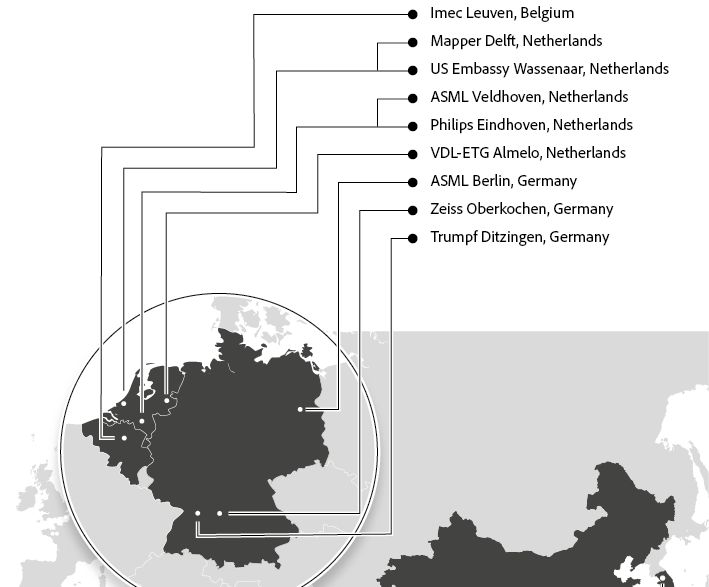 Imec Leuven, Belgium
Mapper Delft, Netherlands
US Embassy Wassenaar, Netherlands
ASML Veldhoven, Netherlands
Philips Eindhoven, Netherlands
VDL-ETG Almelo, Netherlands
ASML Berlin, Germany
Zeiss Oberkochen, Germany
Trumpf Ditzingen, Germany